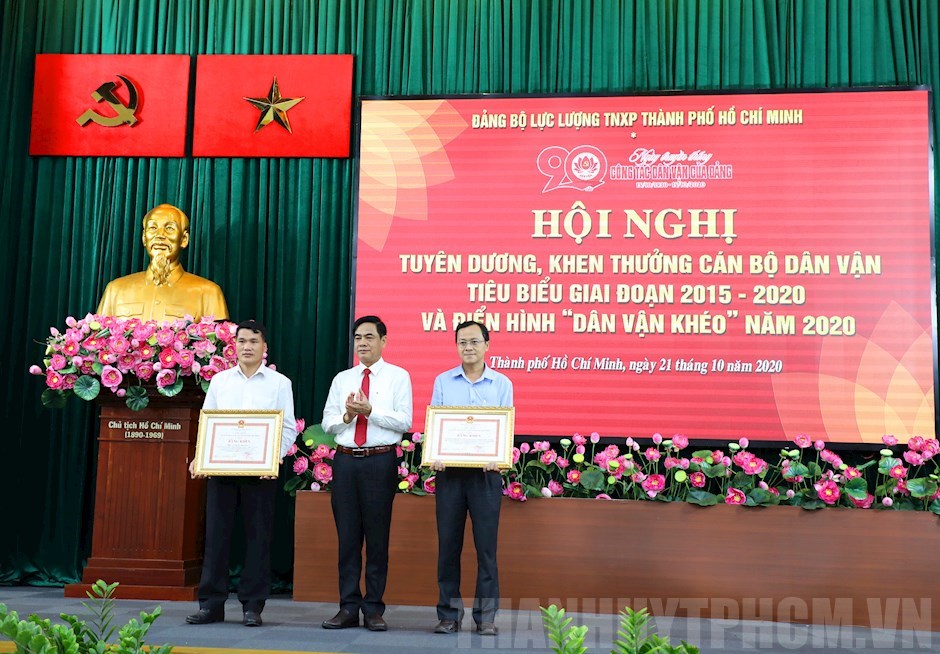 ĐẢNG BỘ LỰC LƯỢNG TNXP THÀNH PHỐ HỒ CHÍ MINH
90
Ngày truyền thống
CÔNG TÁC DÂN VẬN CỦA ĐẢNG
HỘI NGHỊ
TUYÊN DƯƠNG, KHEN THƯỞNG CÁN BỘ DÂN VẬN
TIÊU BIỂU GIAI ĐOẠN 2015 - 2020
VÀ ĐIỂN HÌNH “DÂN VẬN KHÉO” NĂM 2020
Thành phố Hồ Chí Minh, ngày 21 tháng 10 năm 2020
Chủ tịch Hồ Chí Minh
(1890-1969)
THANHUYTPHCM.VN